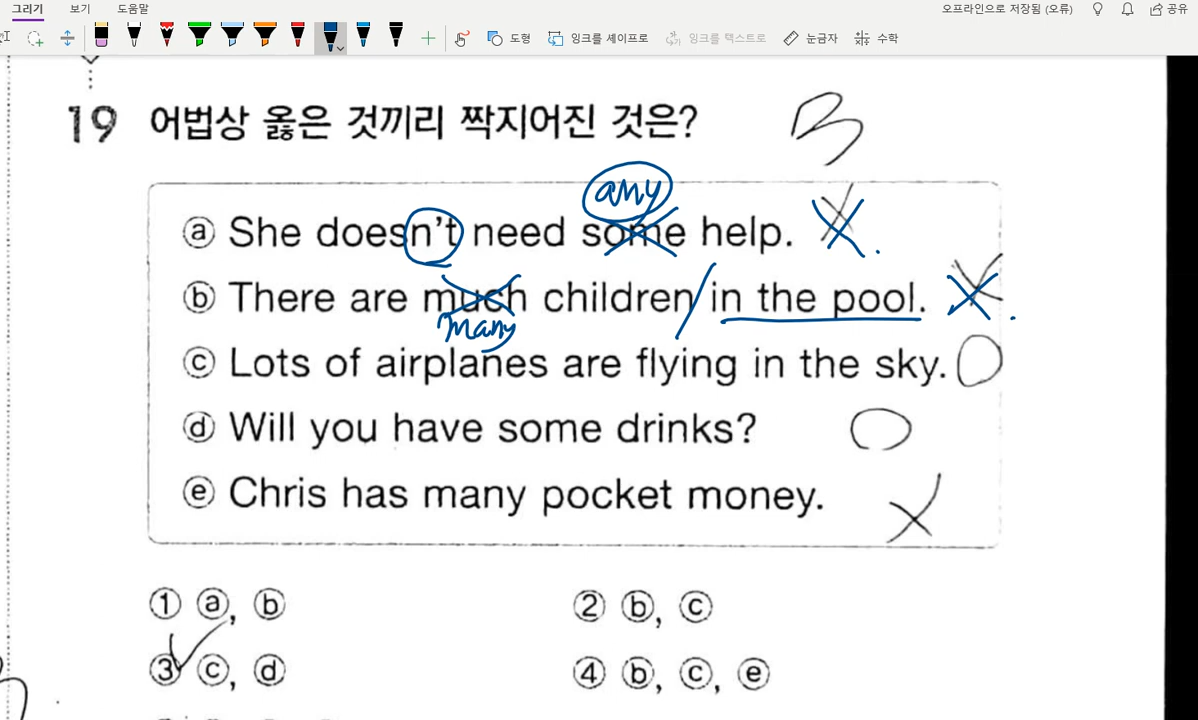 그리기 보기 도움말 오프라인으로 저장됨 (오류) 공유
도형 잉크를 셰이프로 잉크를 텍스트로 눈금자 수학
19 어법상 옳은 것끼리 짝지어진 것은?
any
ⓐ She doesn't need some help.
ⓑ There are much children / in the pool.
many
ⓒ Lots of airplanes are flying in the sky.
ⓓ Will you have some drinks?
ⓔ Chris has many pocket money.
① ⓐ, ⓑ ② ⓑ, ⓒ
③ ⓒ, ⓓ ④ ⓑ, ⓒ, ⓔ